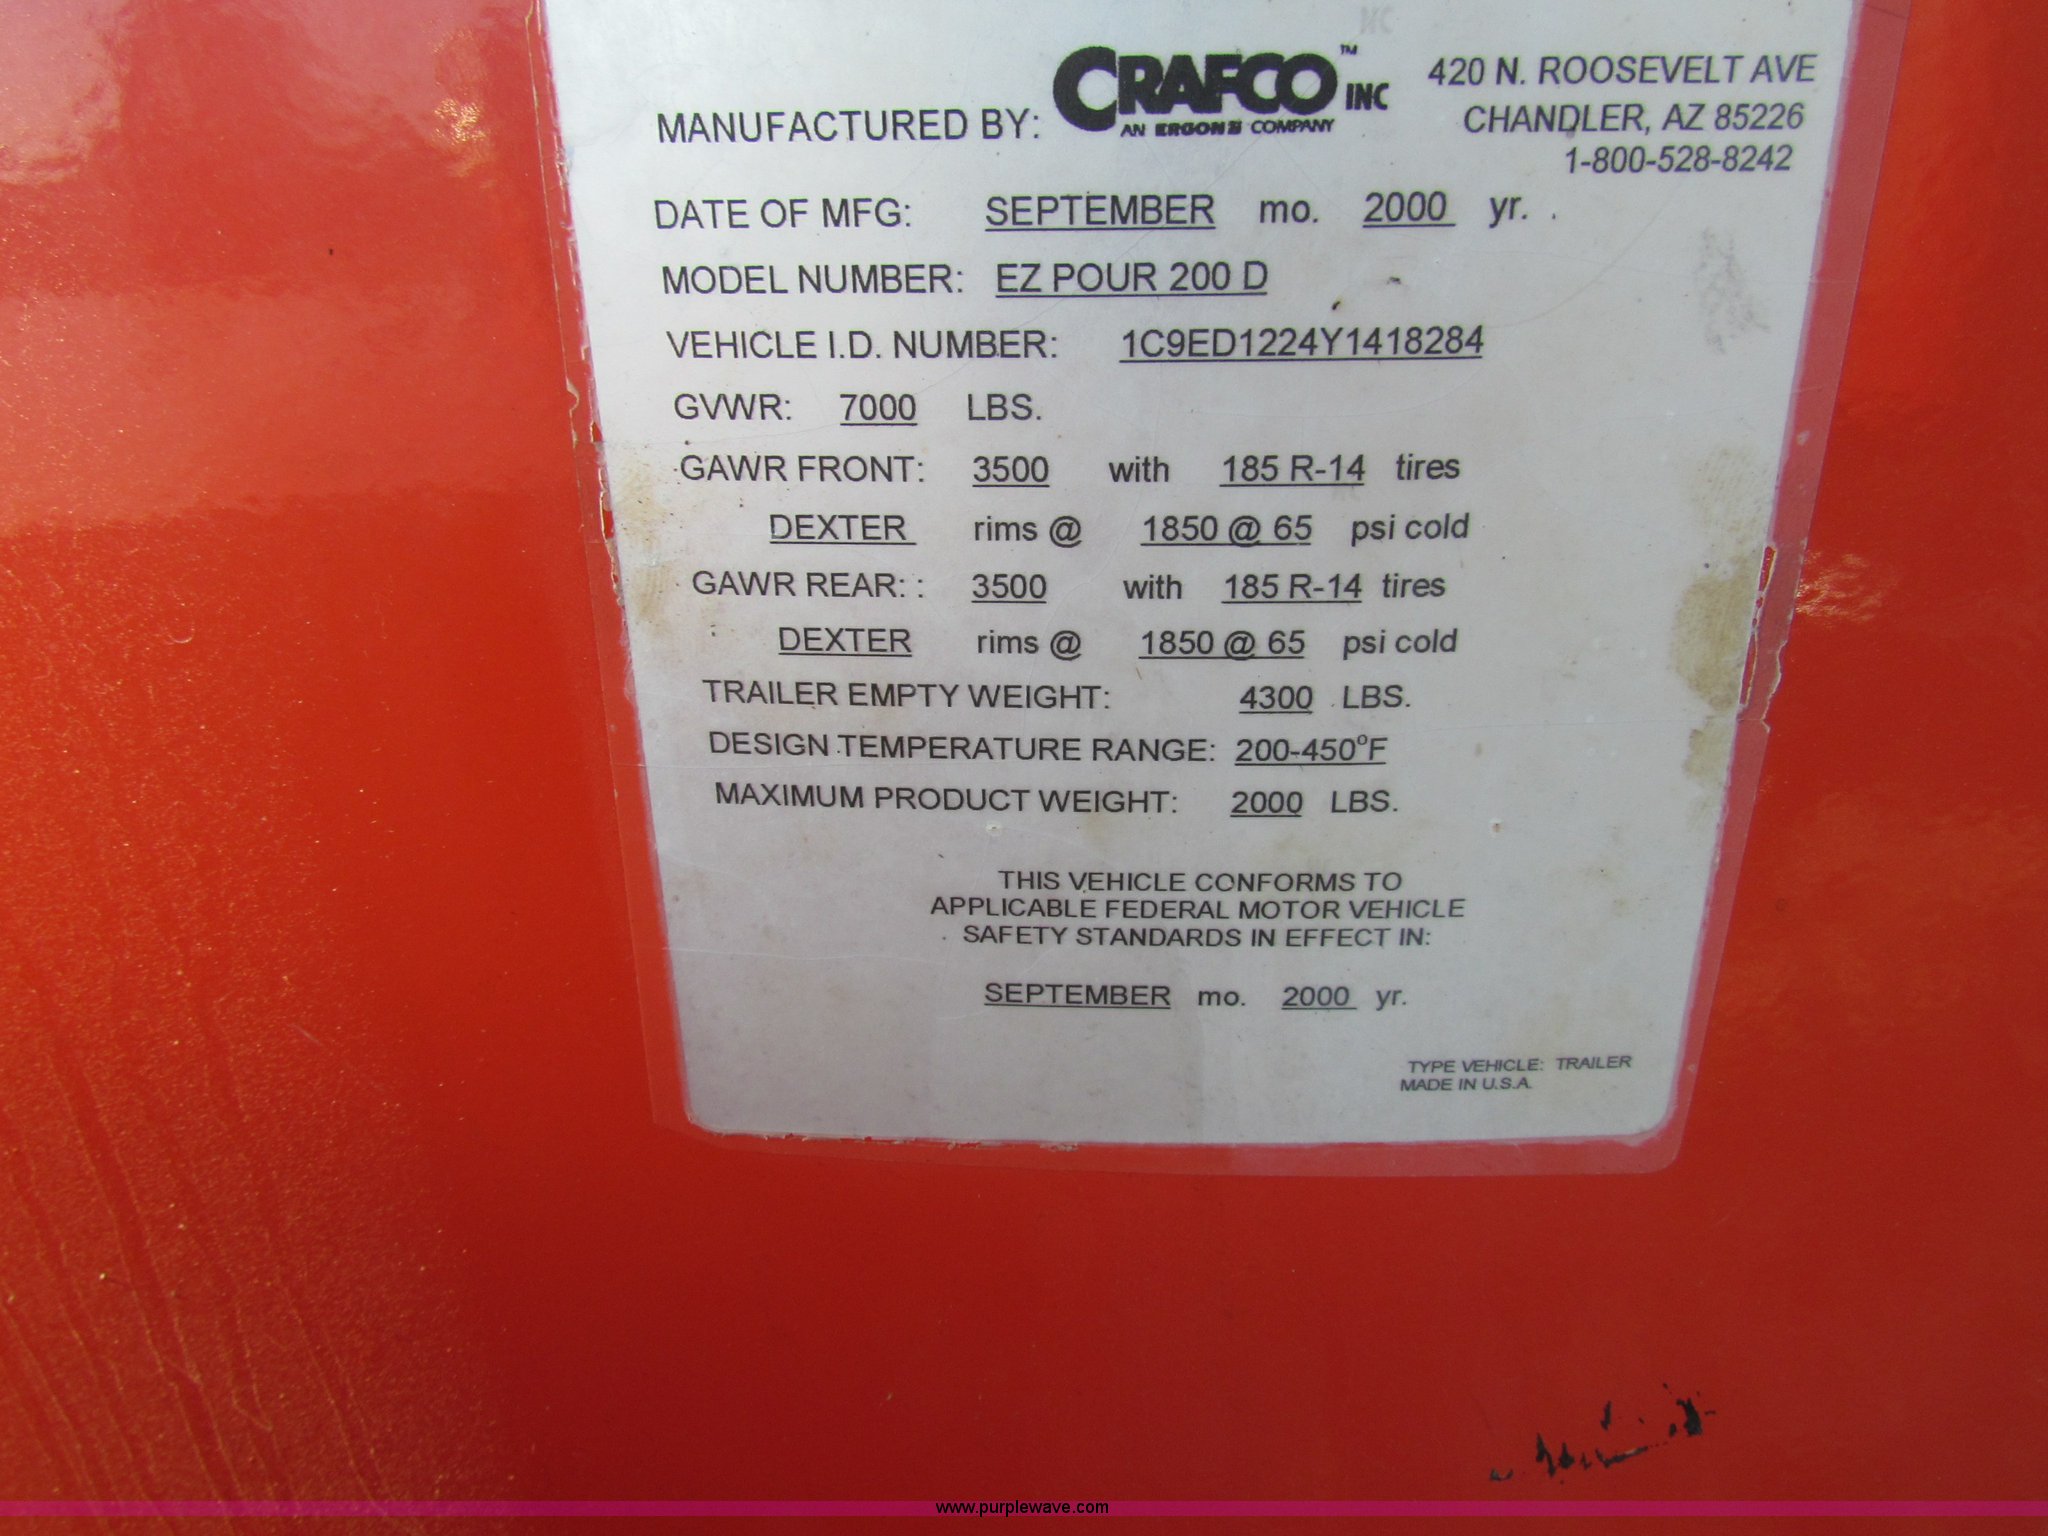 MANUFACTURED BY: CRAFCO™ INC 420 N. ROOSEVELT AVE
AN ERGON COMPANY CHANDLER, AZ 85226
1-800-528-8242
DATE OF MFG: SEPTEMBER mo. 2000 yr.
MODEL NUMBER: EZ POUR 200 D
VEHICLE I.D. NUMBER: 1C9ED1224Y1418284
GVWR: 7000 LBS.
GAWR FRONT: 3500 with 185 R-14 tires
DEXTER rims @ 1850 @ 65 psi cold
GAWR REAR: : 3500 with 185 R-14 tires
DEXTER rims @ 1850 @ 65 psi cold
TRAILER EMPTY WEIGHT: 4300 LBS.
DESIGN TEMPERATURE RANGE: 200-450°F
MAXIMUM PRODUCT WEIGHT: 2000 LBS.
THIS VEHICLE CONFORMS TO
APPLICABLE FEDERAL MOTOR VEHICLE
SAFETY STANDARDS IN EFFECT IN:
SEPTEMBER mo. 2000 yr.
TYPE VEHICLE: TRAILER
MADE IN U.S.A.
www.purplewave.com